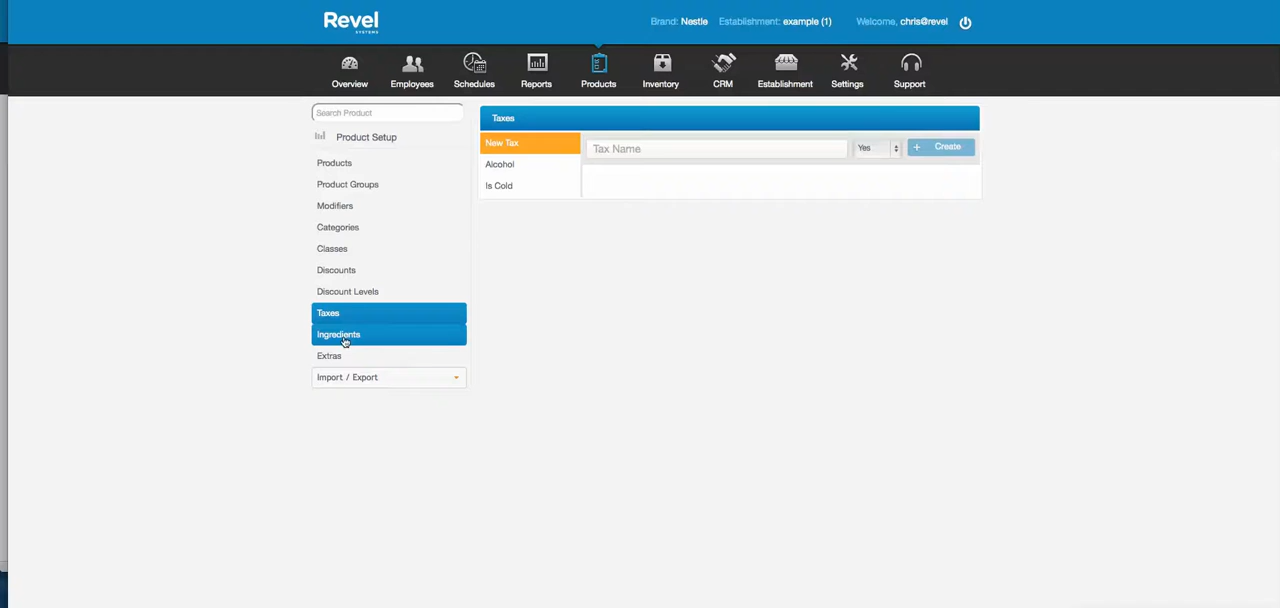 Revel
SYSTEMS
Brand: Nestle Establishment: example (1) Welcome, chris@revel
Overview Employees Schedules Reports Products Inventory CRM Establishment Settings Support
Search Product
Product Setup
Products
Product Groups
Modifiers
Categories
Classes
Discounts
Discount Levels
Taxes
Ingredients
Extras
Import / Export
Taxes
New Tax
Alcohol
Is Cold
Tax Name Yes + Create